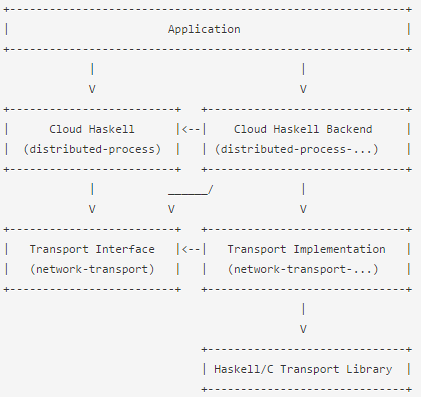 +------------------------------------------------------------+
|                        Application                         |
+------------------------------------------------------------+
             |                               |
             V                               V
+-------------------------+   +------------------------------+
|      Cloud Haskell      |<--|    Cloud Haskell Backend     |
|  (distributed-process)  |   | (distributed-process-...)    |
+-------------------------+   +------------------------------+
             |           ______/             |
             V           V                   V
+-------------------------+   +------------------------------+
|   Transport Interface   |<--|   Transport Implementation   |
|   (network-transport)   |   |   (network-transport-...)    |
+-------------------------+   +------------------------------+
                                             |
                                             V
                              +------------------------------+
                              | Haskell/C Transport Library  |
                              +------------------------------+